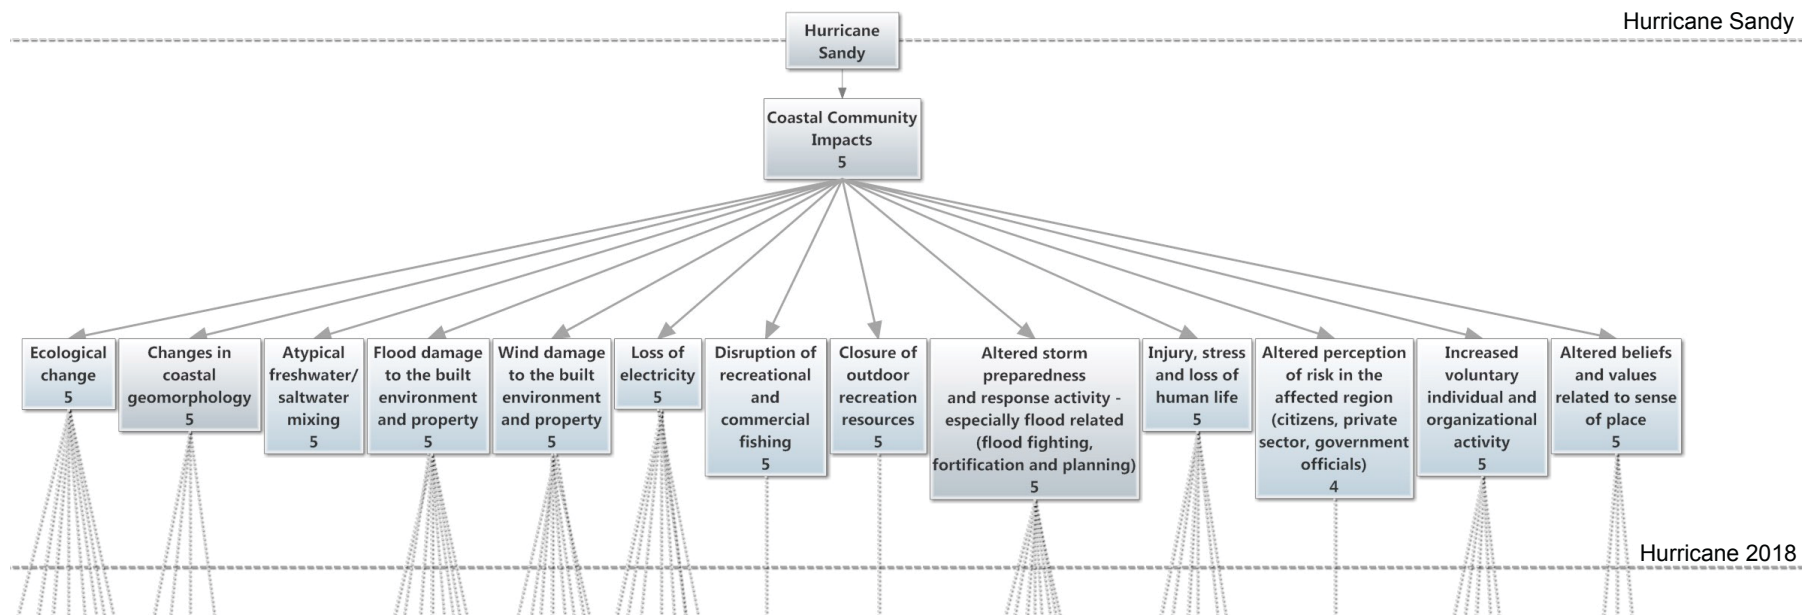 Hurricane Sandy
Hurricane
Sandy
Coastal Community
Impacts
5
Ecological
change
5
Changes in
coastal
geomorphology
5
Atypical
freshwater/
saltwater
mixing
5
Flood damage
to the built
environment
and property
5
Wind damage
to the built
environment
and property
5
Loss of
electricity
5
Disruption of
recreational
and
commercial
fishing
5
Closure of
outdoor
recreation
resources
5
Altered storm
preparedness
and response activity -
especially flood related
(flood fighting,
fortification and planning)
5
Injury, stress
and loss of
human life
5
Altered perception
of risk in the
affected region
(citizens, private
sector, government
officials)
4
Increased
voluntary
individual and
organizational
activity
5
Altered beliefs
and values
related to sense
of place
5
Hurricane 2018